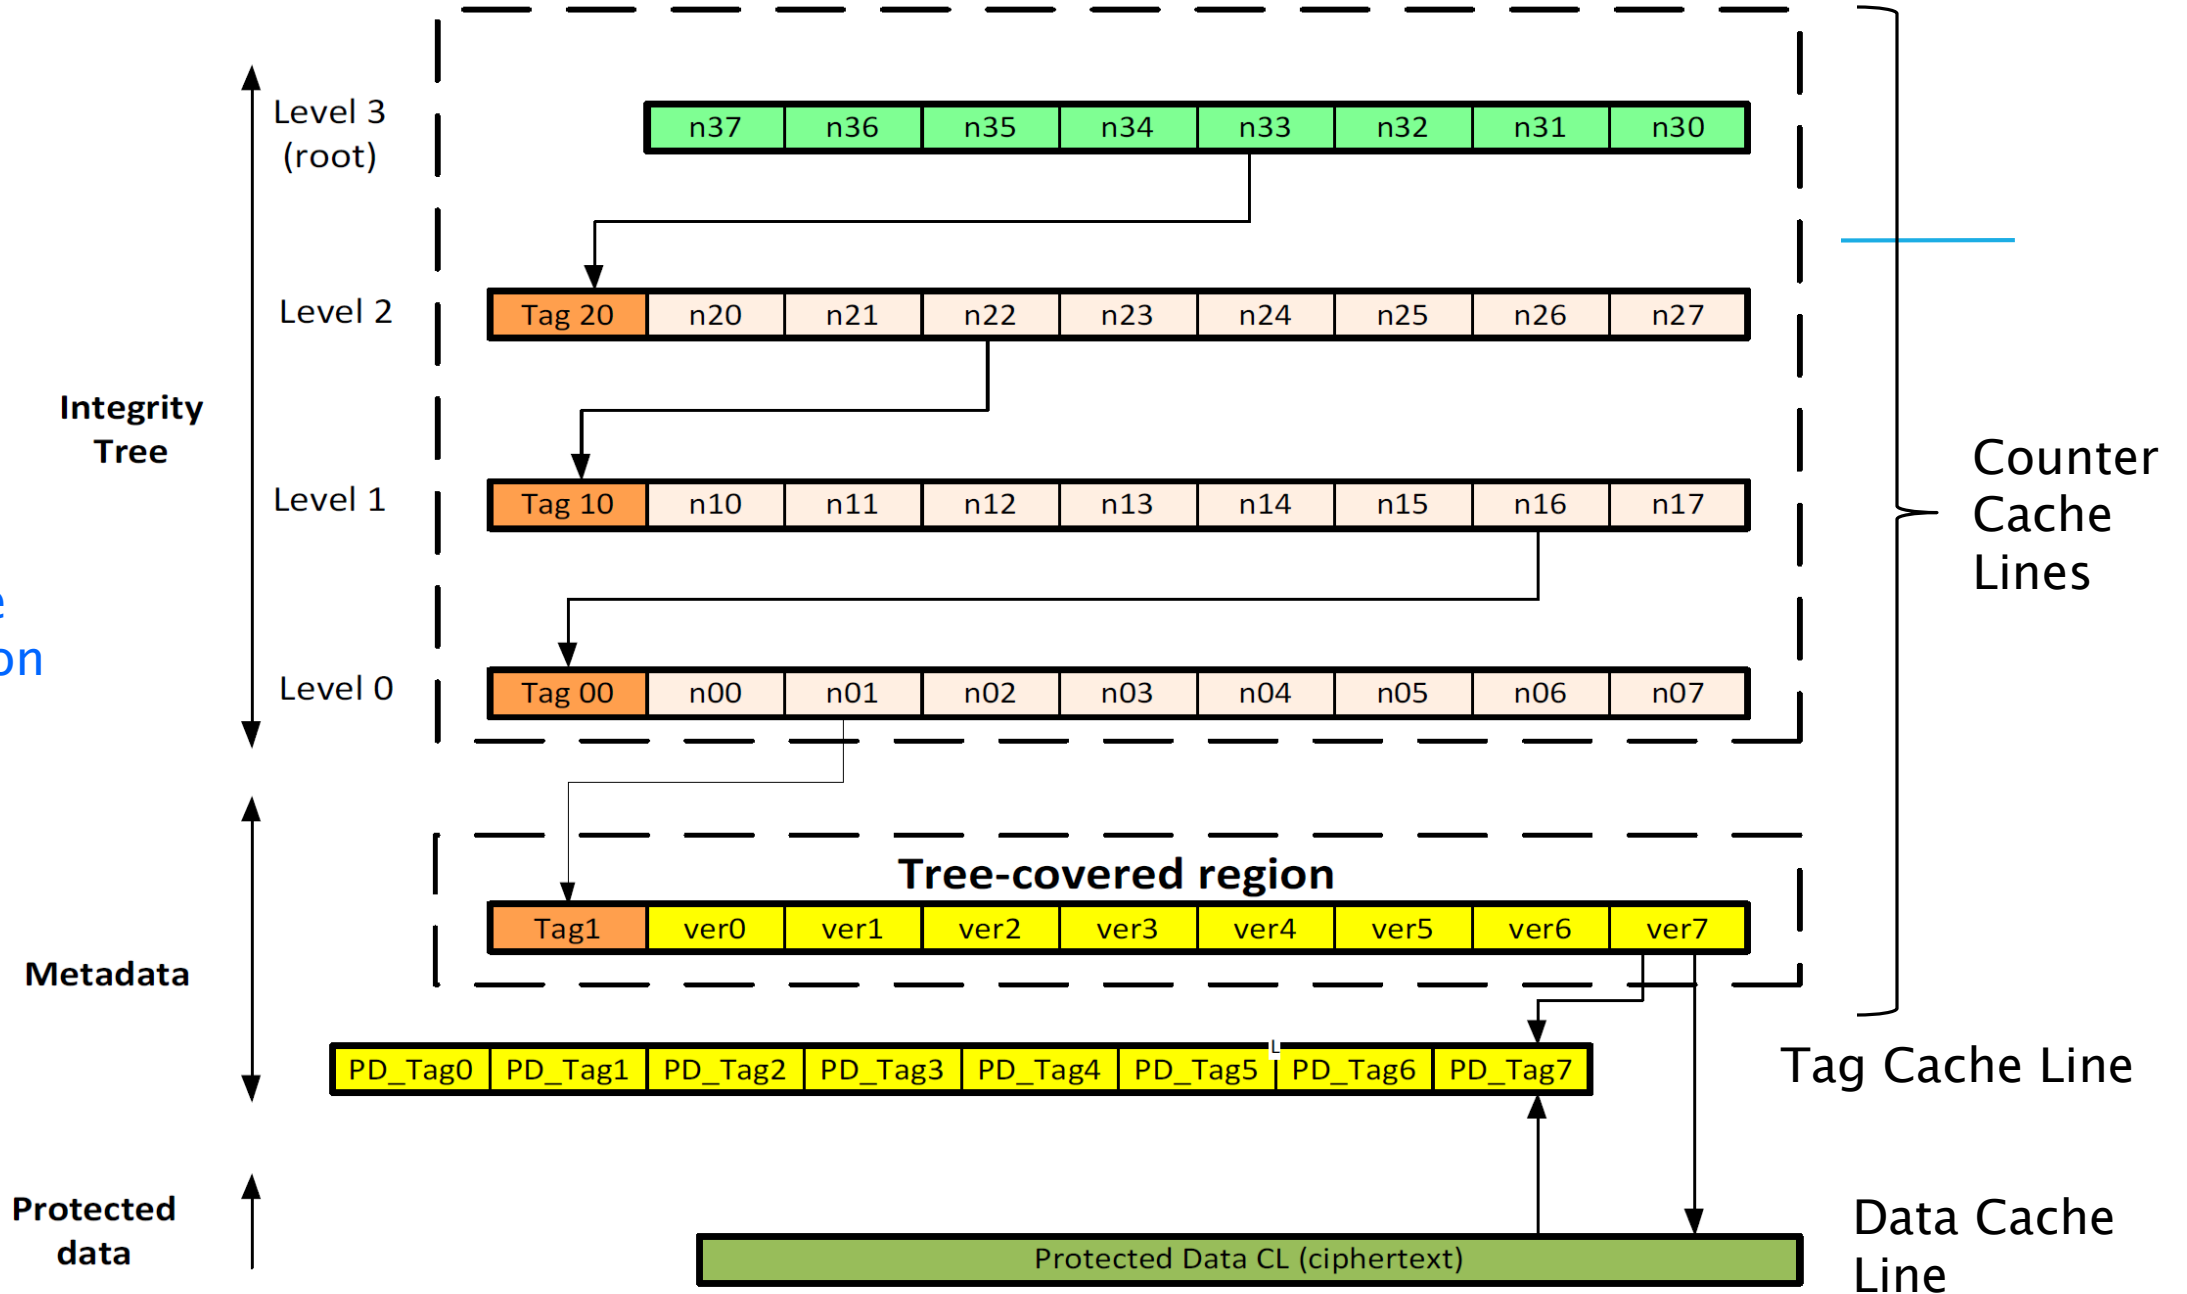 Level 3
(root)
n37 n36 n35 n34 n33 n32 n31 n30
Level 2
Tag 20 n20 n21 n22 n23 n24 n25 n26 n27
Integrity
Tree
Counter
Cache
Lines
Level 1
Tag 10 n10 n11 n12 n13 n14 n15 n16 n17
e
on
Level 0
Tag 00 n00 n01 n02 n03 n04 n05 n06 n07
Tree-covered region
Tag1 ver0 ver1 ver2 ver3 ver4 ver5 ver6 ver7
Metadata
L
PD_Tag0 PD_Tag1 PD_Tag2 PD_Tag3 PD_Tag4 PD_Tag5 PD_Tag6 PD_Tag7
Tag Cache Line
Protected
data
Protected Data CL (ciphertext)
Data Cache
Line